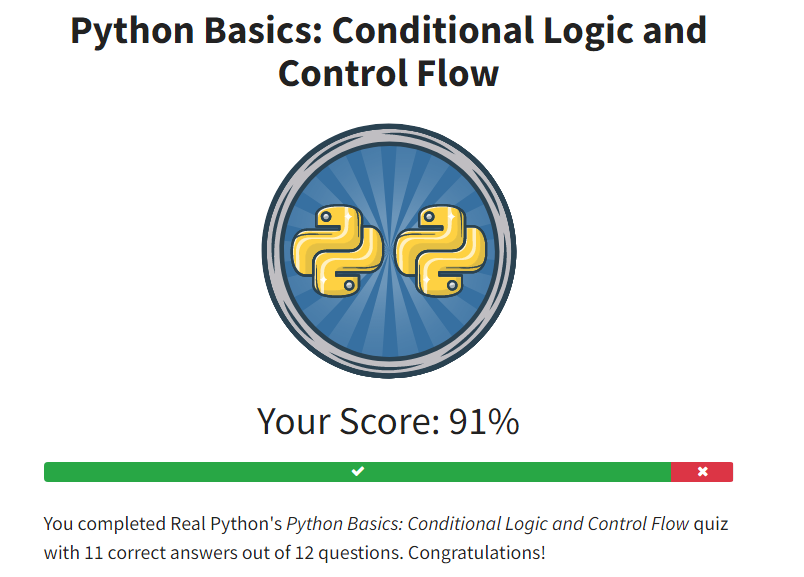 Python Basics: Conditional Logic and
Control Flow
Your Score: 91%
You completed Real Python's Python Basics: Conditional Logic and Control Flow quiz
with 11 correct answers out of 12 questions. Congratulations!